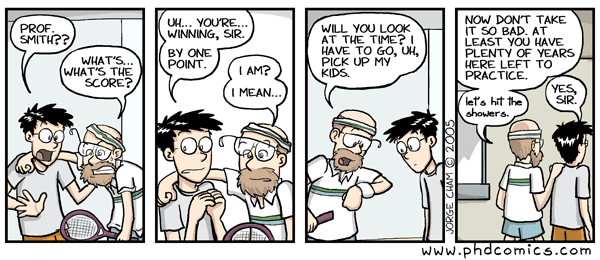 PROF.
SMITH??
WHAT'S...
WHAT'S THE
SCORE?
UH... YOU'RE...
WINNING, SIR.
BY ONE
POINT.
I AM?
I MEAN...
WILL YOU LOOK
AT THE TIME? I
HAVE TO GO, UH,
PICK UP MY
KIDS.
JORGE CHAM © 2005
NOW DON'T TAKE
IT SO BAD. AT
LEAST YOU HAVE
PLENTY OF YEARS
HERE LEFT TO
PRACTICE.
let's hit the
showers.
YES,
SIR.
www.phdcomics.com